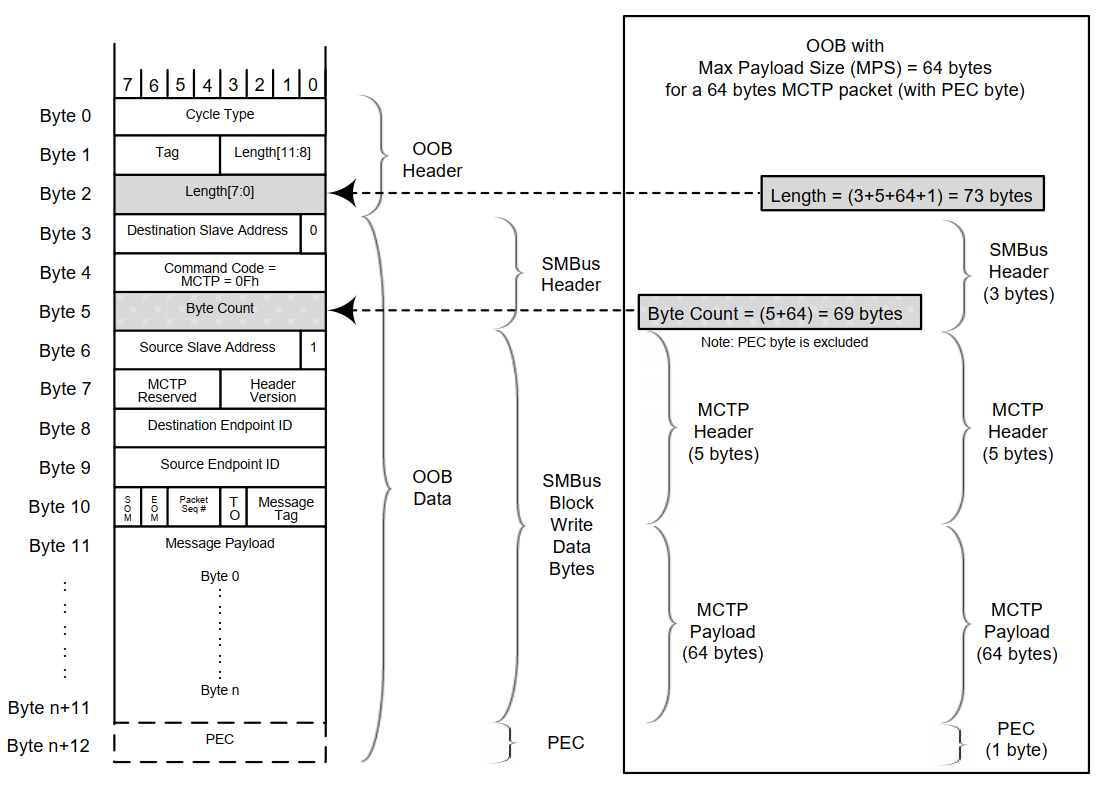 OOB with
Max Payload Size (MPS) = 64 bytes
for a 64 bytes MCTP packet (with PEC byte)
7 6 5 4 3 2 1 0
Byte 0
Cycle Type
Byte 1
Tag
Length[11:8]
OOB
Header
Byte 2
Length[7:0]
Length = (3+5+64+1) = 73 bytes
Byte 3
Destination Slave Address
0
Byte 4
Command Code =
MCTP = 0Fh
SMBus
Header
SMBus
Header
(3 bytes)
Byte 5
Byte Count
Byte Count = (5+64) = 69 bytes
Note: PEC byte is excluded
Byte 6
Source Slave Address
1
Byte 7
MCTP
Reserved
Header
Version
Byte 8
Destination Endpoint ID
MCTP
Header
(5 bytes)
MCTP
Header
(5 bytes)
Byte 9
Source Endpoint ID
OOB
Data
SMBus
Block
Write
Data
Bytes
Byte 10
S
O
M
E
O
M
Packet
Seq #
T
O
Message
Tag
Byte 11
Message Payload
Byte 0
MCTP
Payload
(64 bytes)
MCTP
Payload
(64 bytes)
Byte n
Byte n+11
Byte n+12
PEC
PEC
PEC
(1 byte)